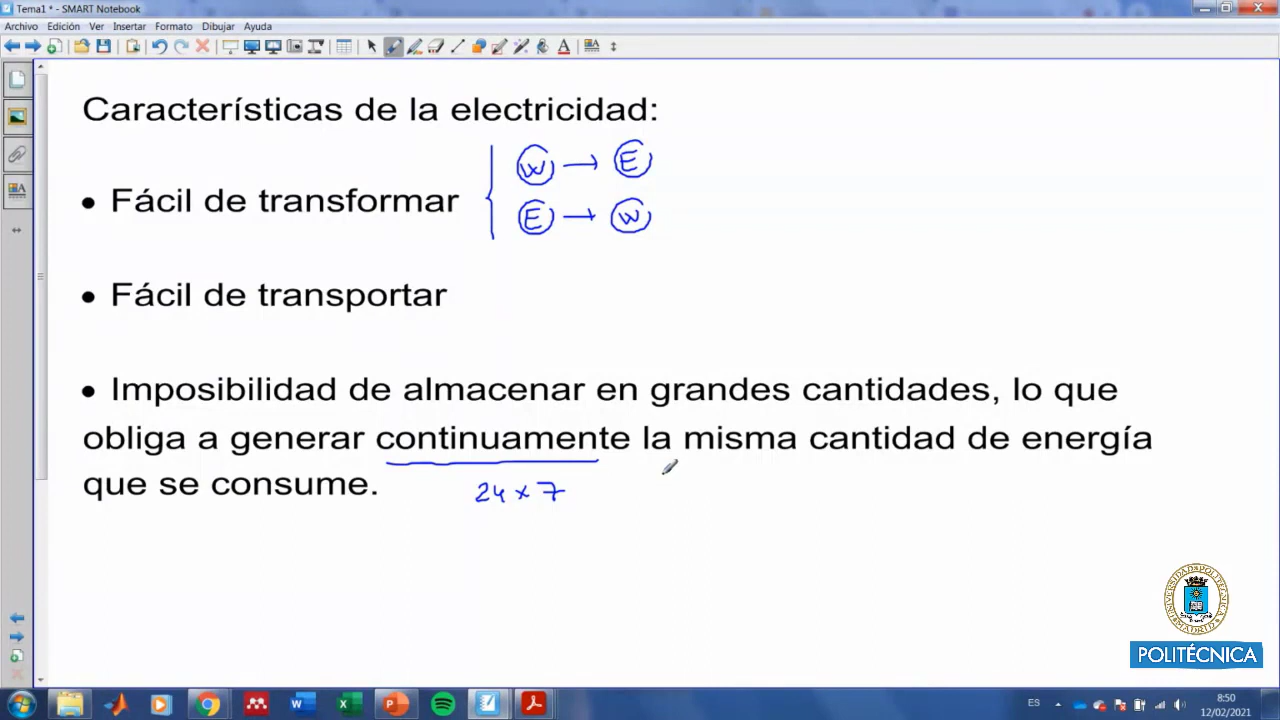 Tema1 * - SMART Notebook
Archivo Edición Ver Insertar Formato Dibujar Ayuda
Características de la electricidad:
W → E
• Fácil de transformar
E → W
• Fácil de transportar
• Imposibilidad de almacenar en grandes cantidades, lo que
obliga a generar continuamente la misma cantidad de energía
que se consume.
24 x 7
POLITÉCNICA
ES
8:50
12/02/2021